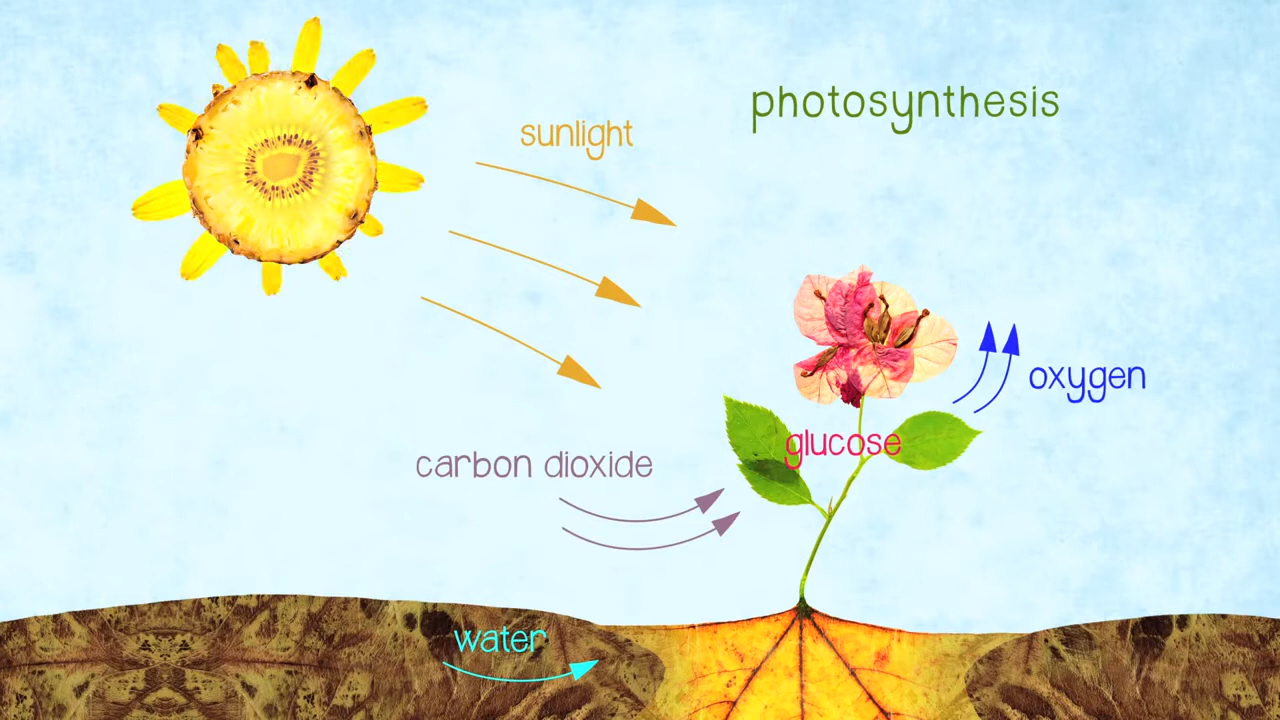 photosynthesis
sunlight
oxygen
glucose
carbon dioxide
water